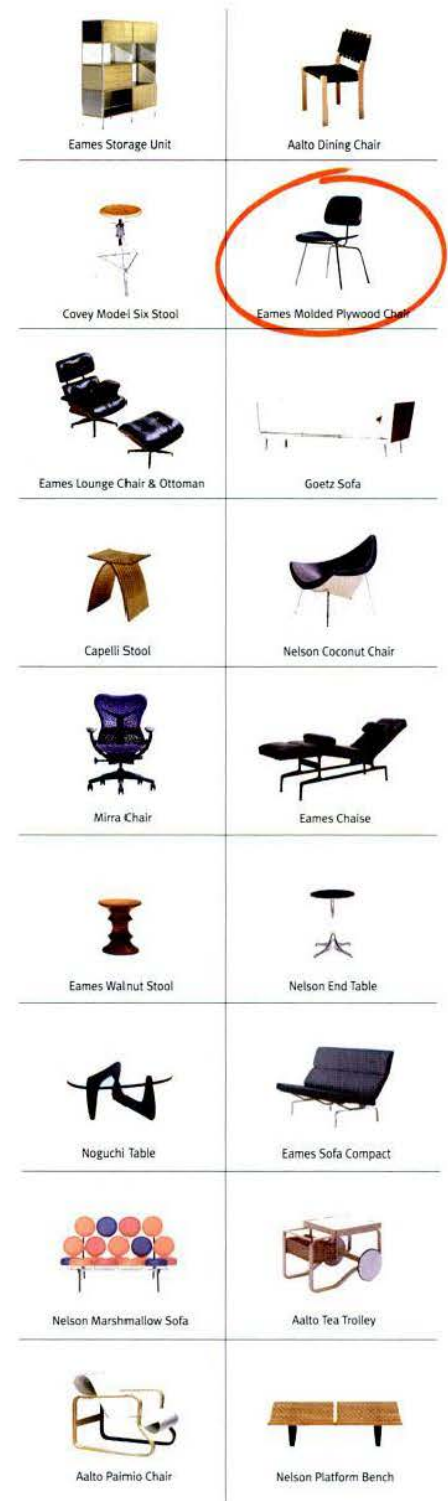 Eames Storage Unit
Aalto Dining Chair
Covey Model Six Stool
Eames Molded Plywood Chair
Eames Lounge Chair & Ottoman
Goetz Sofa
Capelli Stool
Nelson Coconut Chair
Mirra Chair
Eames Chaise
Eames Walnut Stool
Nelson End Table
Noguchi Table
Eames Sofa Compact
Nelson Marshmallow Sofa
Aalto Tea Trolley
Aalto Paimio Chair
Nelson Platform Bench